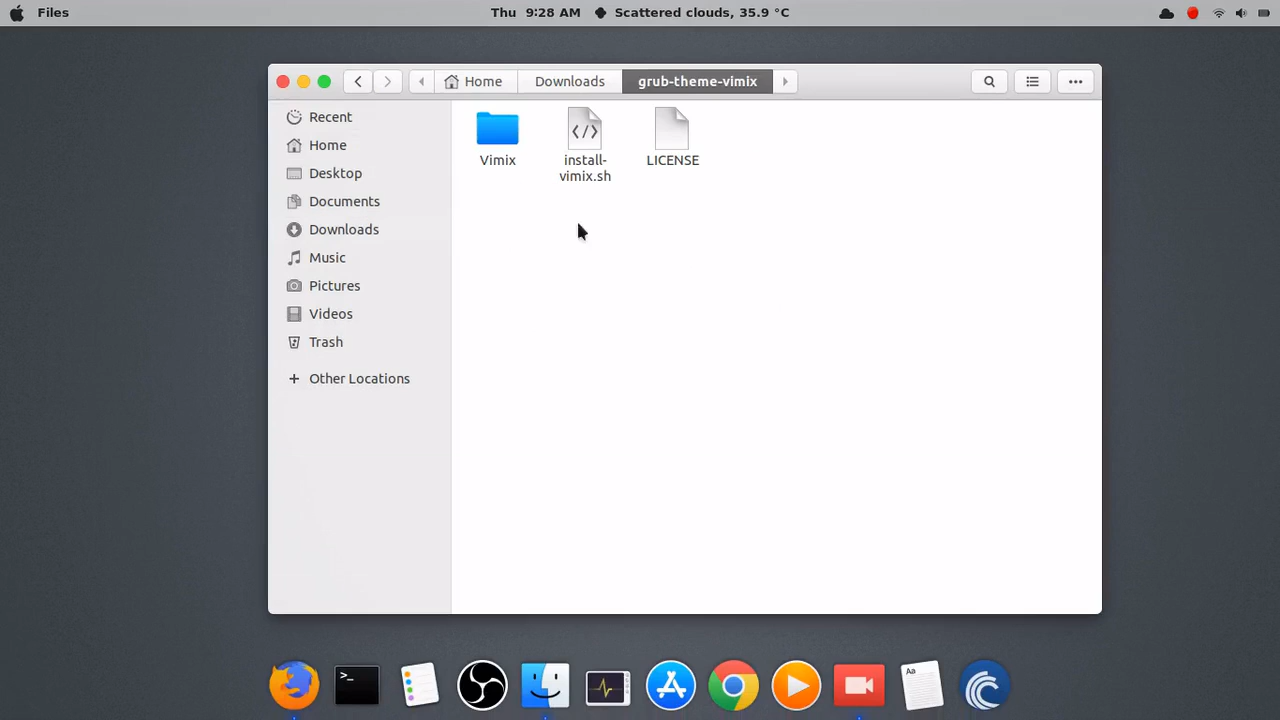 Files
Thu 9:28 AM Scattered clouds, 35.9 °C
Home Downloads grub-theme-vimix
Recent
Home
Desktop
Documents
Downloads
Music
Pictures
Videos
Trash
Other Locations
Vimix
install-
vimix.sh
LICENSE
>_
Aa